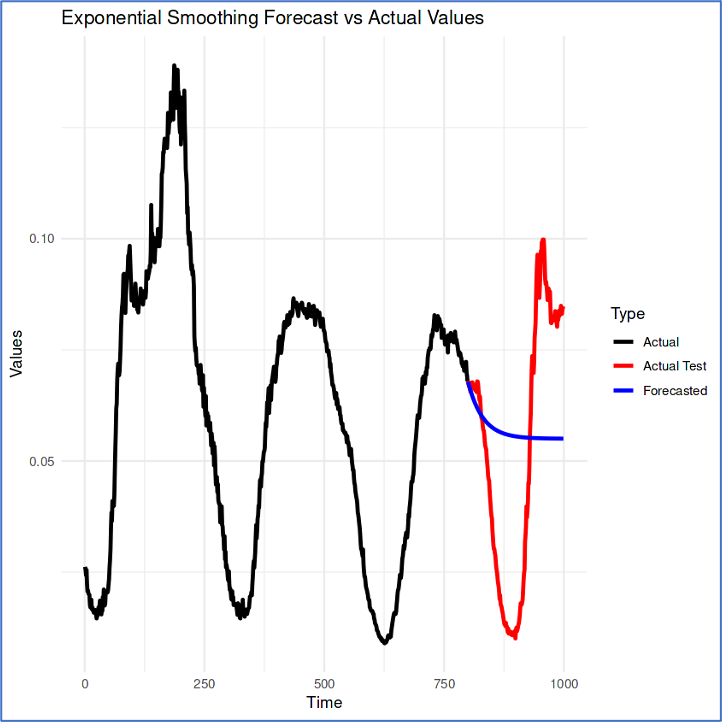 Exponential Smoothing Forecast vs Actual Values
Values
0.10
0.05
0
250
500
750
1000
Time
Type
Actual
Actual Test
Forecasted